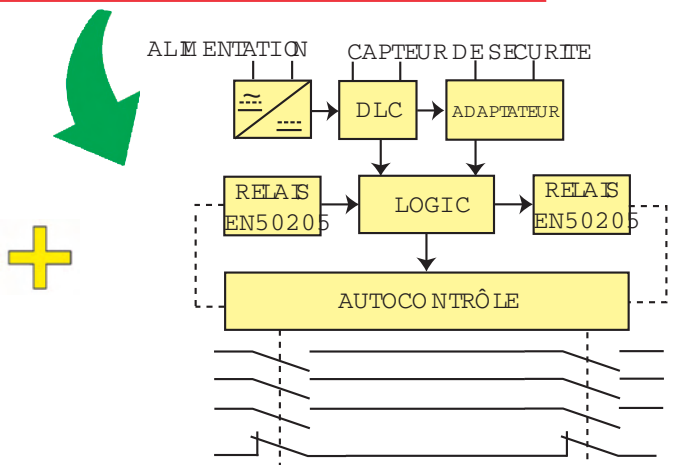 ALIMENTATION
CAPTEUR DE SECURITE
DLC
ADAPTATEUR
RELAIS
EN50205
LOGIC
RELAIS
EN50205
AUTOCONTRÔLE